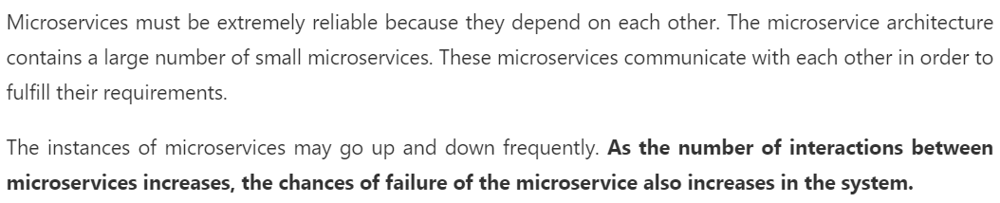 Microservices must be extremely reliable because they depend on each other. The microservice architecture
contains a large number of small microservices. These microservices communicate with each other in order to
fulfill their requirements.
The instances of microservices may go up and down frequently. As the number of interactions between
microservices increases, the chances of failure of the microservice also increases in the system.